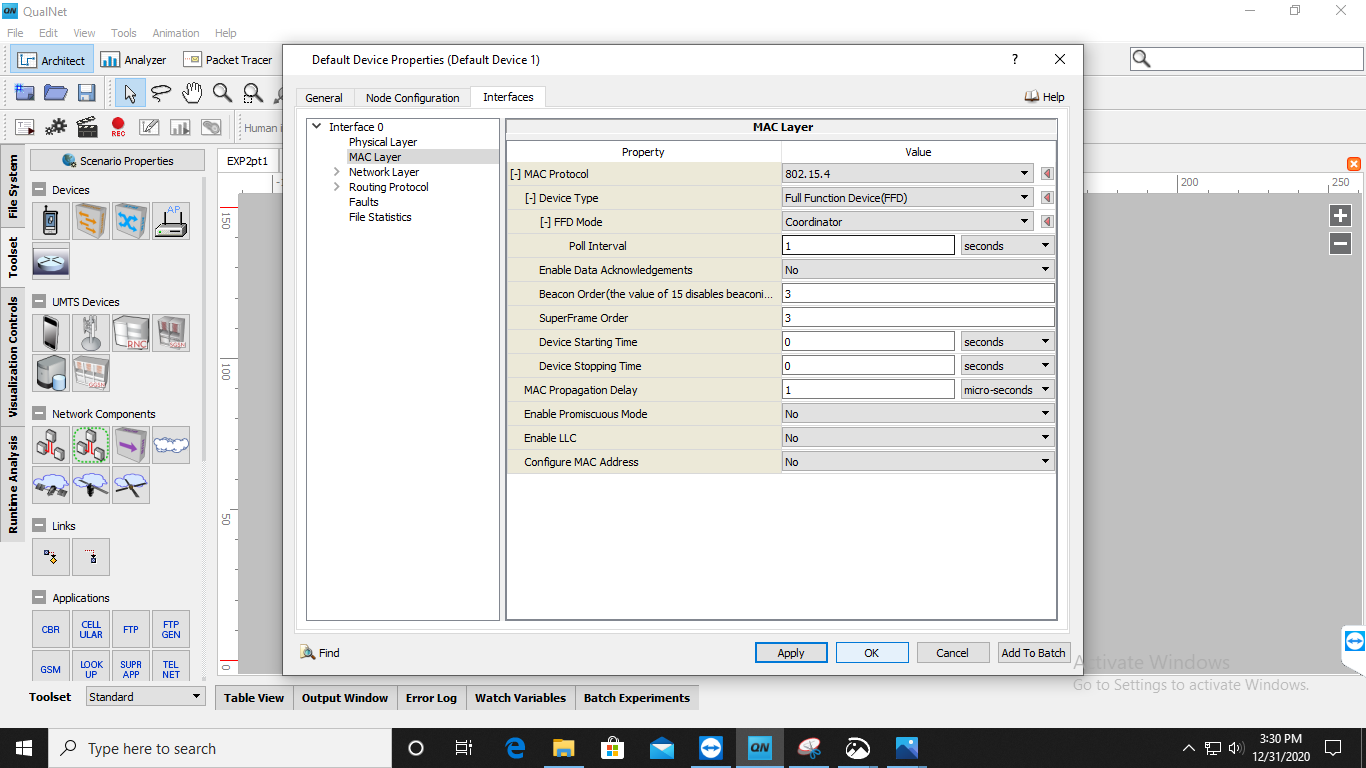 QN QualNet
File Edit View Tools Animation Help
Architect Analyzer Packet Tracer
Default Device Properties (Default Device 1) ?
General Node Configuration Interfaces Help
REC Human i
Scenario Properties EXP2pt1
File System
Toolset
Visualization Controls
Runtime Analysis
Devices
AP
UMTS Devices
RNC
Network Components
Links
Applications
CBR CELL ULAR FTP FTP GEN
GSM LOOK UP SUPR APP TEL NET
150
100
50
0
200 250
Interface 0
Physical Layer
MAC Layer
Network Layer
Routing Protocol
Faults
File Statistics
MAC Layer
Property Value
[-] MAC Protocol 802.15.4
[-] Device Type Full Function Device(FFD)
[-] FFD Mode Coordinator
Poll Interval 1 seconds
Enable Data Acknowledgements No
Beacon Order(the value of 15 disables beaconi... 3
SuperFrame Order 3
Device Starting Time 0 seconds
Device Stopping Time 0 seconds
MAC Propagation Delay 1 micro-seconds
Enable Promiscuous Mode No
Enable LLC No
Configure MAC Address No
Find Apply OK Cancel Add To Batch
Activate Windows
Go to Settings to activate Windows.
Toolset Standard Table View Output Window Error Log Watch Variables Batch Experiments
Type here to search QN 3:30 PM
12/31/2020